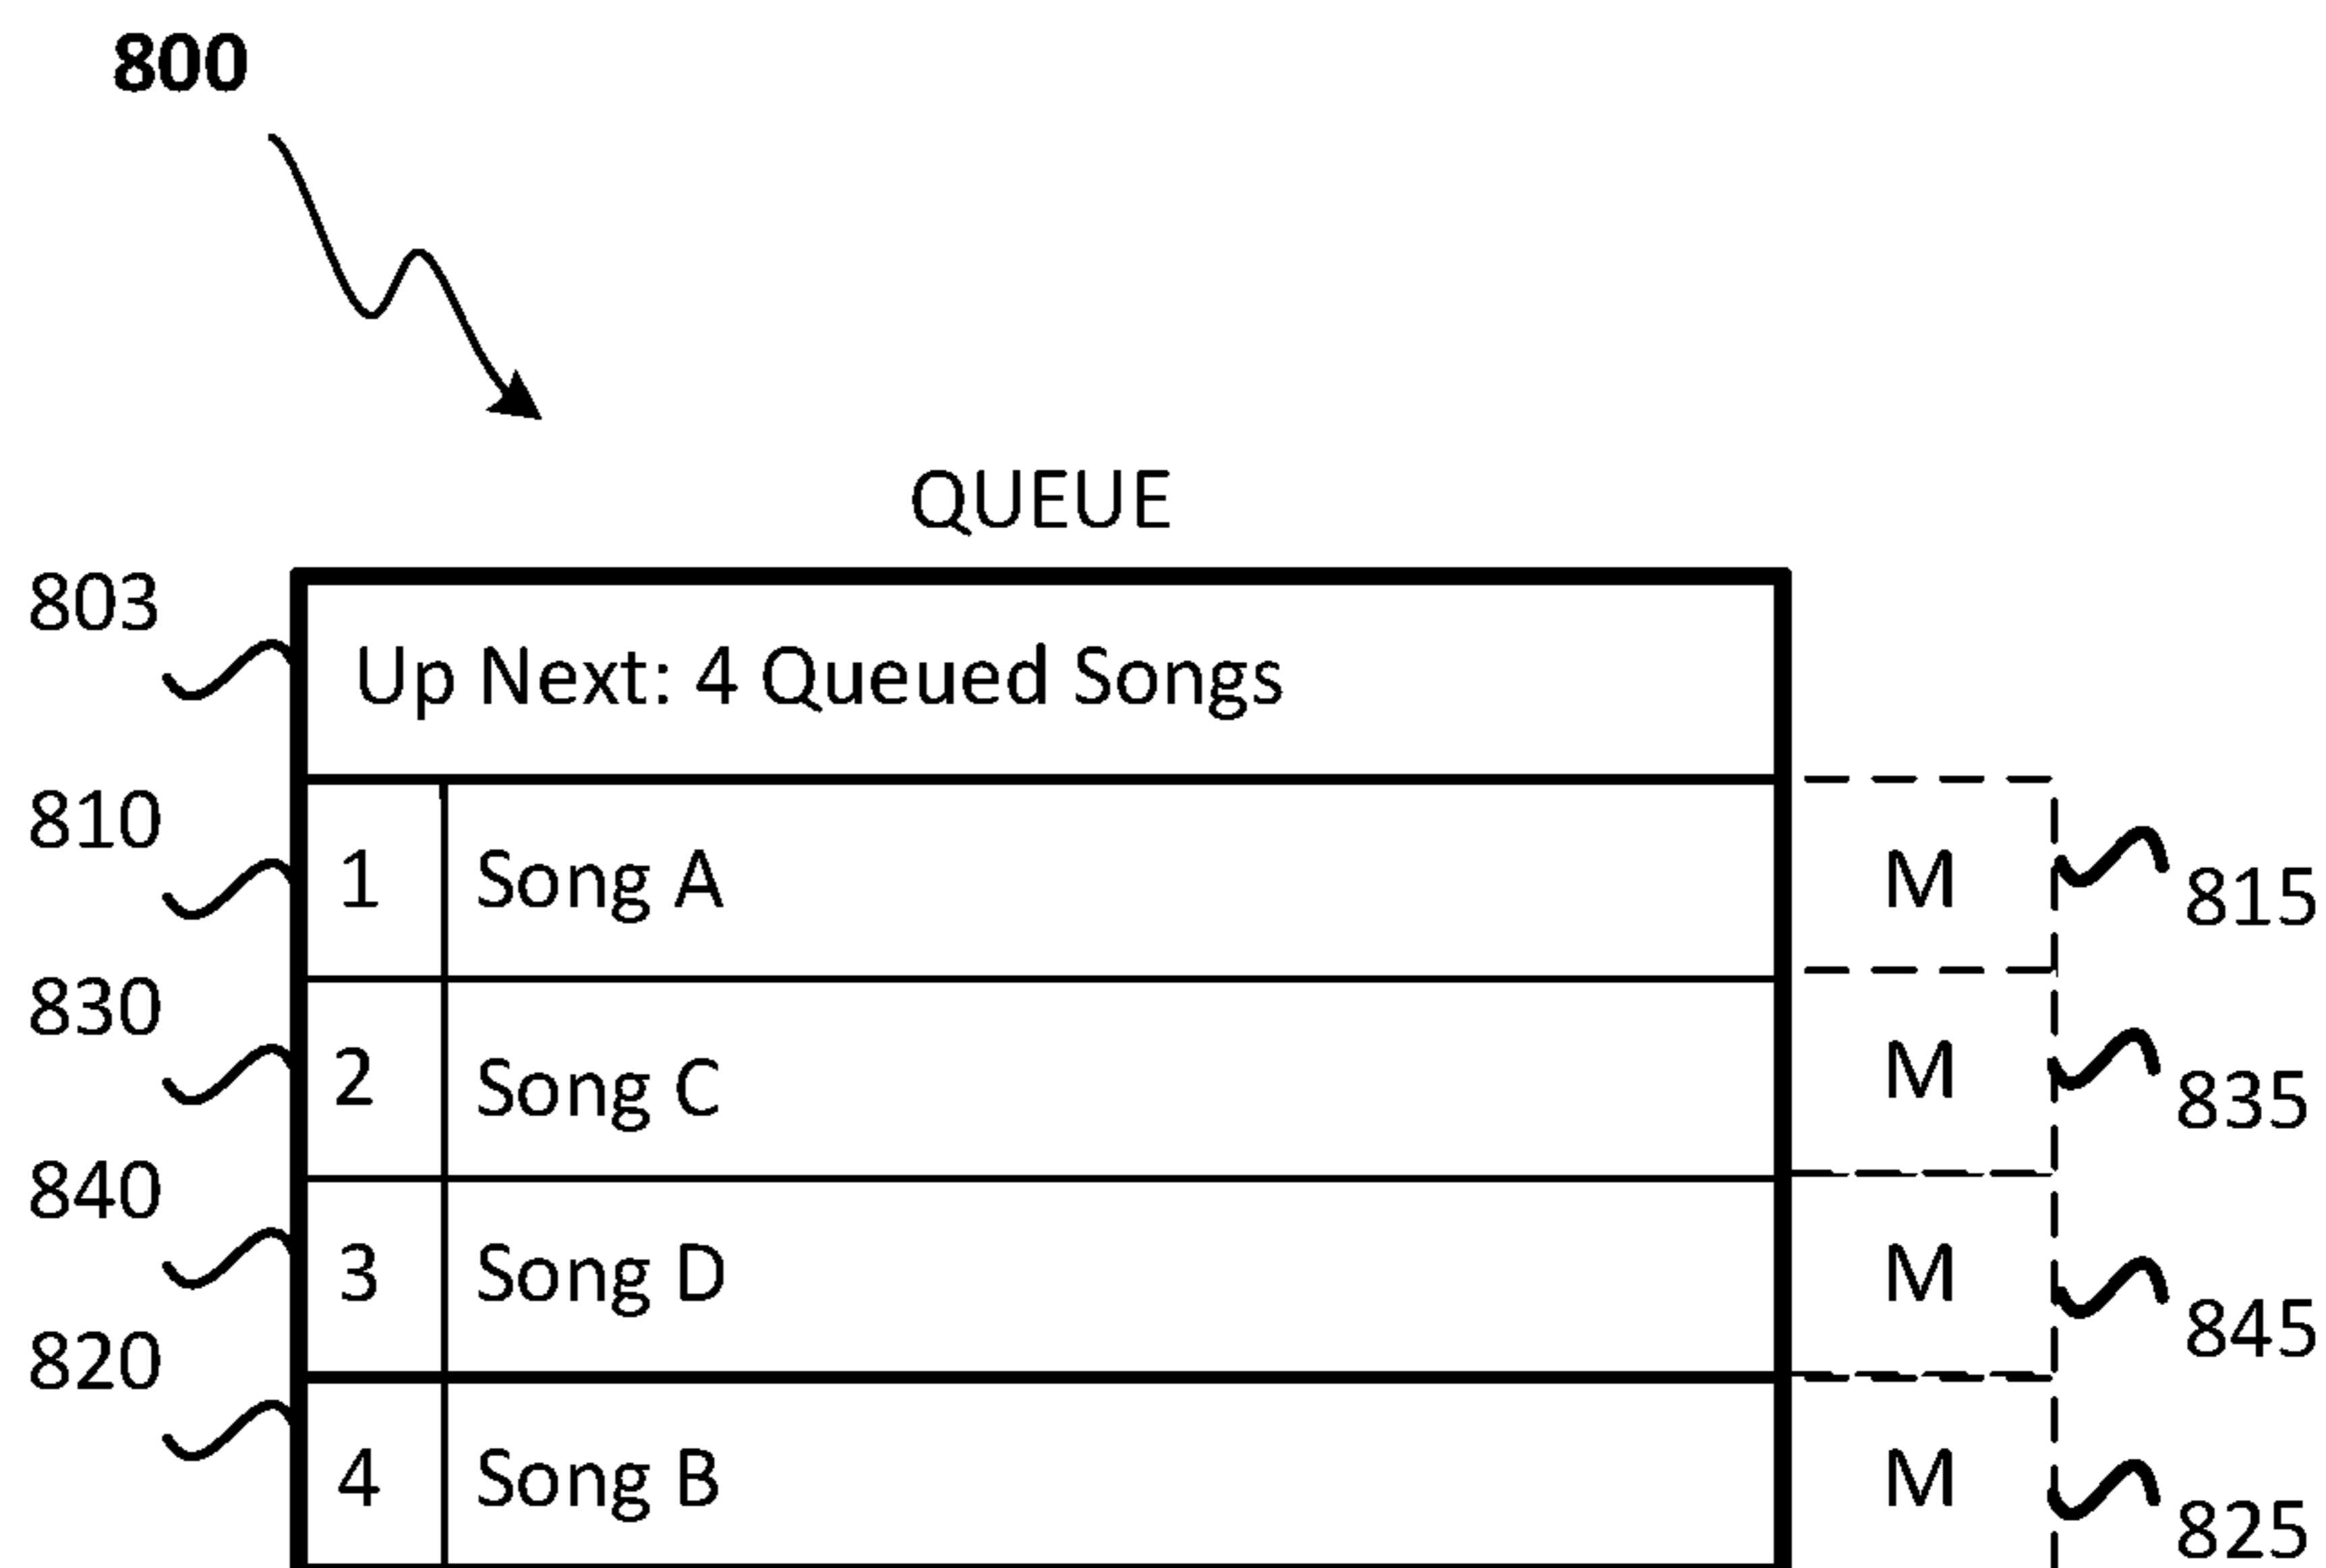 800
QUEUE
803
Up Next: 4 Queued Songs
810
1 Song A M 815
830
2 Song C M 835
840
3 Song D M 845
820
4 Song B M 825